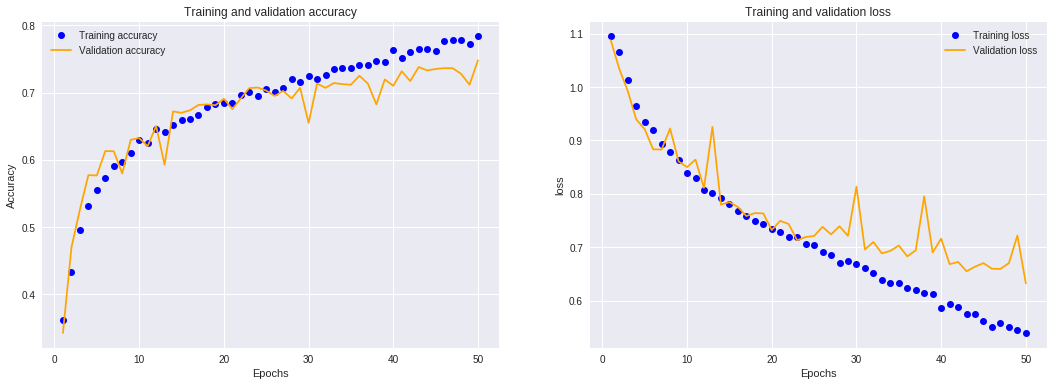 Training and validation accuracy
Training accuracy
Validation accuracy
0.8
0.7
0.6
0.5
0.4
Accuracy
0
10
20
30
40
50
Epochs
Training and validation loss
Training loss
Validation loss
1.1
1.0
0.9
0.8
0.7
0.6
loss
0
10
20
30
40
50
Epochs